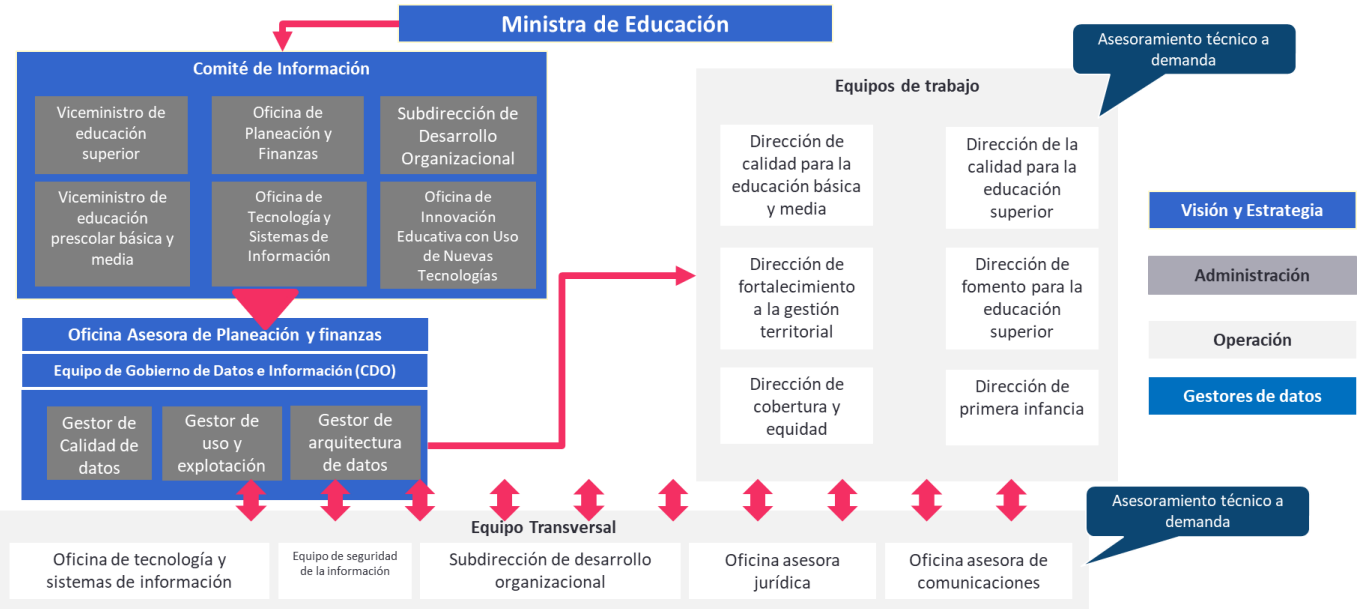 Ministra de Educación
Comité de Información
Viceministro de
educación
superior
Oficina de
Planeación y
Finanzas
Subdirección de
Desarrollo
Organizacional
Viceministro de
educación
prescolar básica y
media
Oficina de
Tecnología y
Sistemas de
Información
Oficina de
Innovación
Educativa con Uso
de Nuevas
Tecnologías
Oficina Asesora de Planeación y finanzas
Equipo de Gobierno de Datos e Información (CDO)
Gestor de
Calidad de
datos
Gestor de
uso y
explotación
Gestor de
arquitectura
de datos
Equipos de trabajo
Asesoramiento técnico a
demanda
Dirección de
calidad para la
educación básica
y media
Dirección de la
calidad para la
educación
superior
Dirección de
fortalecimiento
a la gestión
territorial
Dirección de
fomento para la
educación
superior
Dirección de
cobertura y
equidad
Dirección de
primera infancia
Visión y Estrategia
Administración
Operación
Gestores de datos
Asesoramiento técnico a
demanda
Equipo Transversal
Oficina de tecnología y
sistemas de información
Equipo de seguridad
de la información
Subdirección de desarrollo
organizacional
Oficina asesora
jurídica
Oficina asesora de
comunicaciones